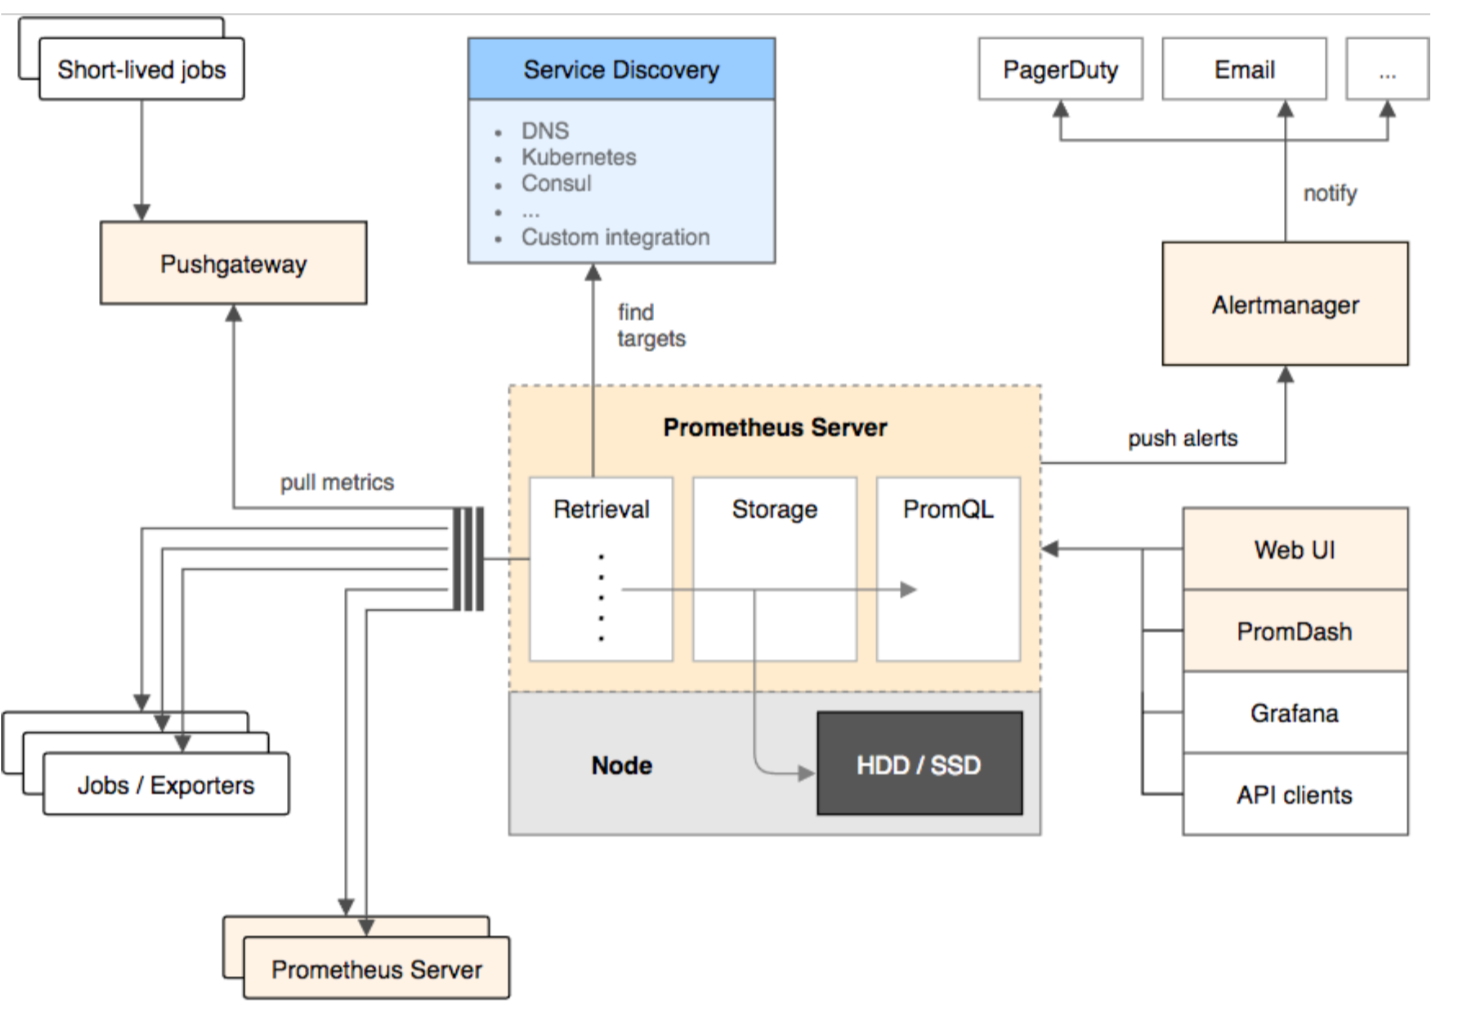 Short-lived jobs
Service Discovery
• DNS
• Kubernetes
• Consul
• ...
• Custom integration
PagerDuty
Email
...
notify
Pushgateway
Alertmanager
find
targets
Prometheus Server
push alerts
pull metrics
Retrieval
Storage
PromQL
Web UI
PromDash
Grafana
API clients
Node
HDD / SSD
Jobs / Exporters
Prometheus Server